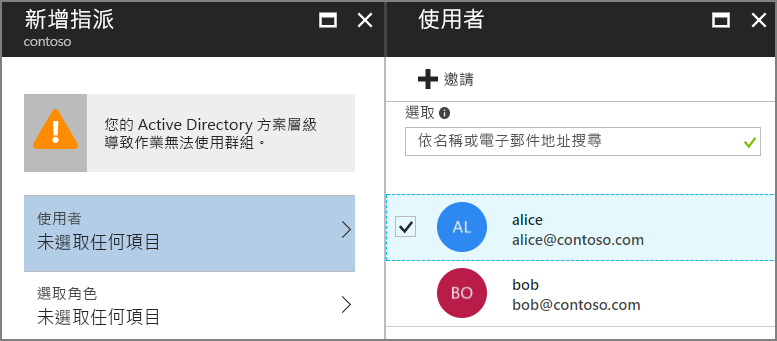 新增指派
contoso
您的 Active Directory 方案層級
導致作業無法使用群組。
使用者
未選取任何項目
選取角色
未選取任何項目
使用者
邀請
選取
依名稱或電子郵件地址搜尋
AL
alice
alice@contoso.com
BO
bob
bob@contoso.com